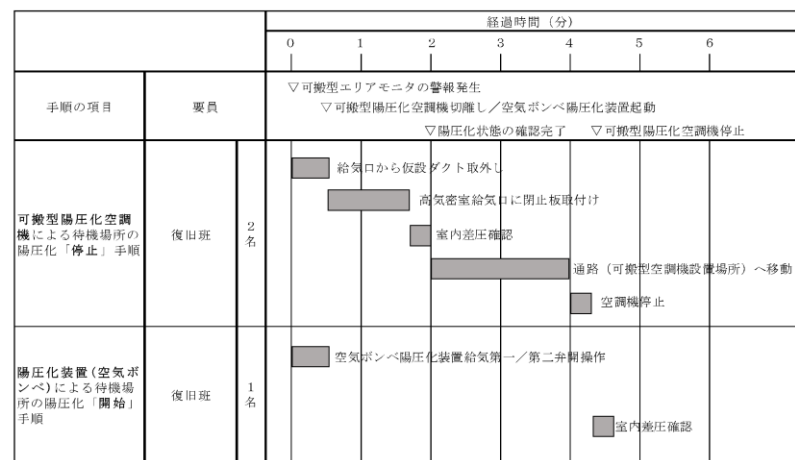 経過時間（分）
0 1 2 3 4 5 6
手順の項目
要員
▽可搬型エリアモニタの警報発生
▽可搬型陽圧化空調機切離し／空気ボンベ陽圧化装置起動
▽陽圧化状態の確認完了 ▽可搬型陽圧化空調機停止
可搬型陽圧化空調
機による待機場所の
陽圧化「停止」手順
復旧班
2
名
給気口から仮設ダクト取外し
高気密室給気口に閉止板取付け
室内差圧確認
通路（可搬型空調機設置場所）へ移動
空調機停止
陽圧化装置(空気ボ
ンベ)による待機場
所の陽圧化「開始」
手順
復旧班
1
名
空気ボンベ陽圧化装置給気第一／第二弁開操作
室内差圧確認